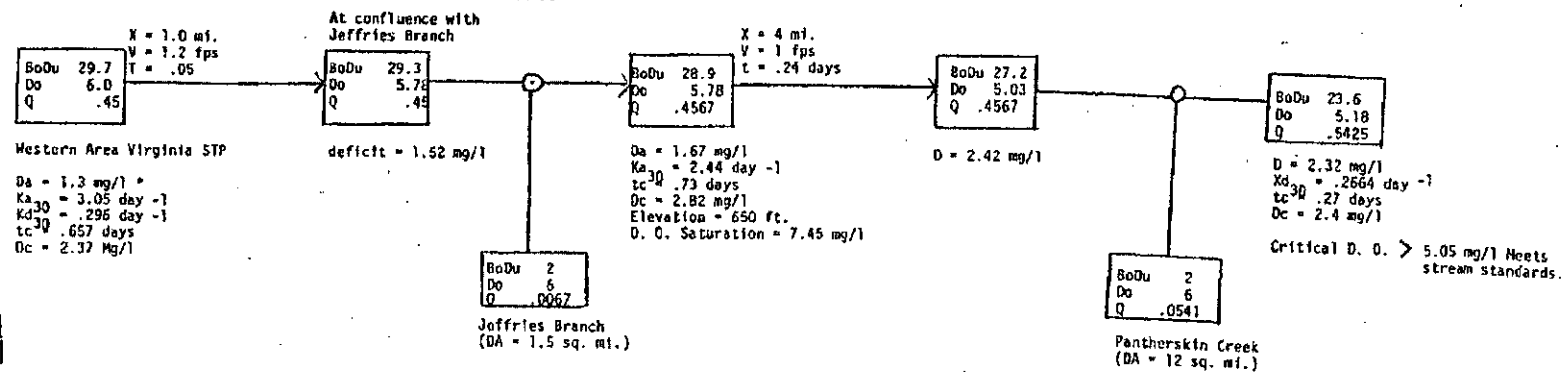 X = 1.0 mi.
V = 1.2 fps
T = .05
BoDu 29.7
Do 6.0
Q .45
Western Area Virginia STP
Da = 1.3 mg/l *
Ka30 = 3.05 day -1
Kd30 = .296 day -1
tc30 = .657 days
Dc = 2.37 Mg/l
At confluence with
Jeffries Branch
BoDu 29.3
Do 5.78
Q .45
deficit = 1.52 mg/l
BoDu 2
Do 6
Q .0067
Joffries Branch
(DA = 1.5 sq. mi.)
BoDu 28.9
Do 5.78
Q .4567
Da = 1.67 mg/l
Ka30 = 2.44 day -1
tc30 = .73 days
Dc = 2.82 mg/l
Elevation = 650 ft.
D. O. Saturation = 7.45 mg/l
X = 4 mi.
V = 1 fps
t = .24 days
BoDu 27.2
Do 5.03
Q .4567
D = 2.42 mg/l
BoDu 2
Do 6
Q .0541
Pantherskin Creek
(DA = 12 sq. mi.)
BoDu 23.6
Do 5.18
Q .5425
D = 2.32 mg/l
Kd30 = .2664 day -1
tc30 = .27 days
Dc = 2.4 mg/l
Critical D. O. > 5.05 mg/l Meets
stream standards.